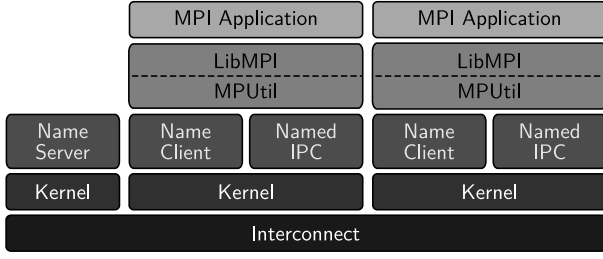 MPI Application MPI Application
LibMPI LibMPI
MPUtil MPUtil
Name Name Named Name Named
Server Client IPC Client IPC
Kernel Kernel Kernel
Interconnect